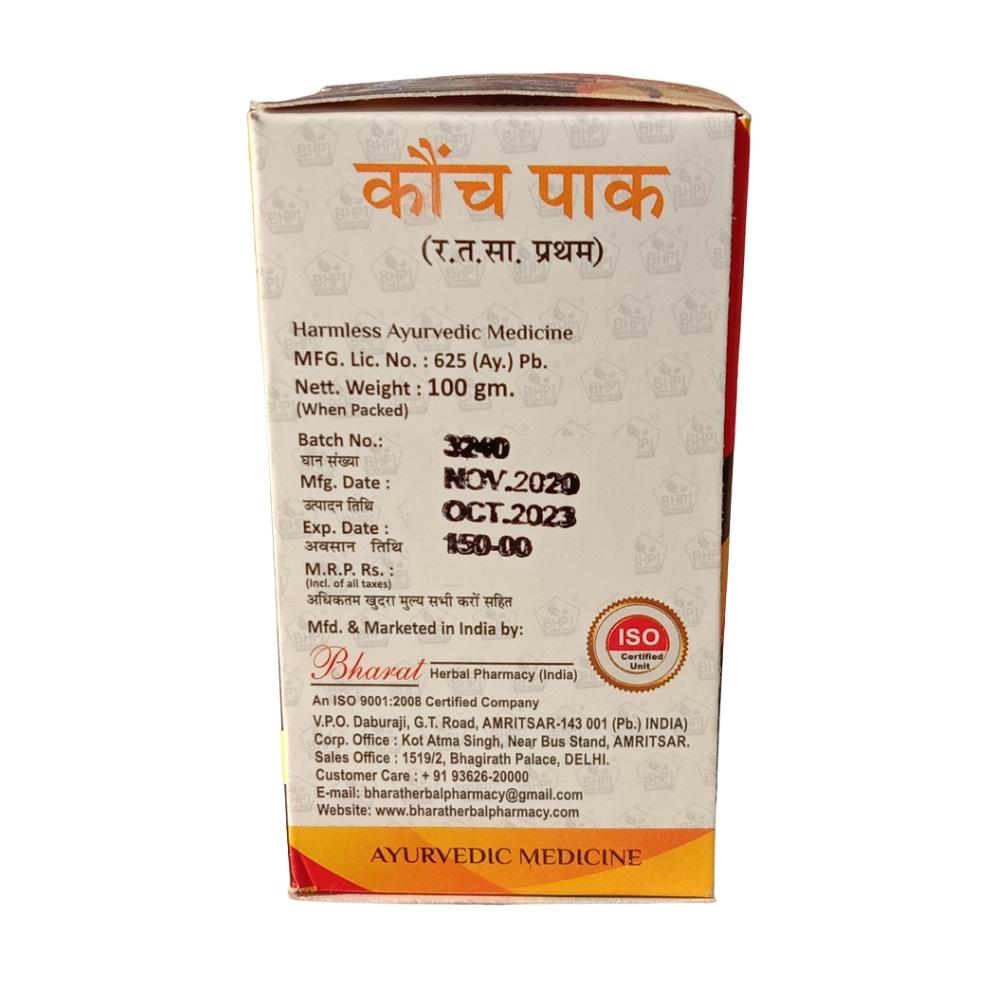 कौंच पाक
(र.त.सा. प्रथम)
Harmless Ayurvedic Medicine
MFG. Lic. No. : 625 (Ay.) Pb.
Nett. Weight : 100 gm.
(When Packed)
Batch No.: 3240
घान संख्या
Mfg. Date : NOV.2020
उत्पादन तिथि
Exp. Date : OCT.2023
अवसान तिथि
150-00
M.R.P. Rs. :
(Incl. of all taxes)
अधिकतम खुदरा मुल्य सभी करों सहित
Mfd. & Marketed in India by:
Bharat Herbal Pharmacy (India)
ISO
Certified
Unit
An ISO 9001:2008 Certified Company
V.P.O. Daburaji, G.T. Road, AMRITSAR-143 001 (Pb.) INDIA)
Corp. Office : Kot Atma Singh, Near Bus Stand, AMRITSAR.
Sales Office : 1519/2, Bhagirath Palace, DELHI.
Customer Care : + 91 93626-20000
E-mail: bharatherbalpharmacy@gmail.com
Website: www.bharatherbalpharmacy.com
AYURVEDIC MEDICINE